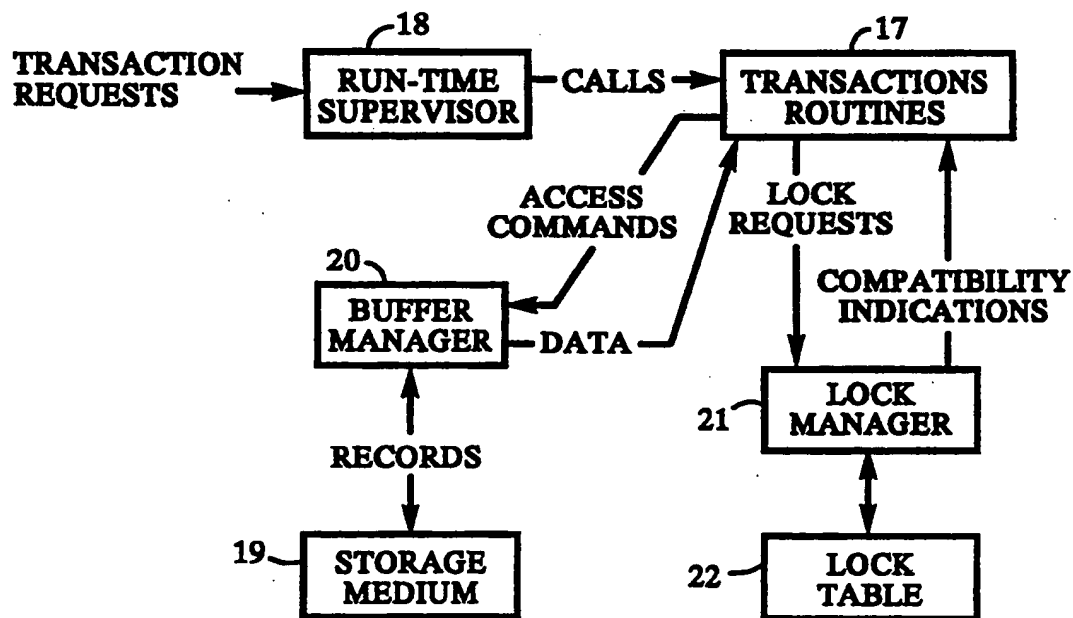 18
17
TRANSACTION
REQUESTS
RUN-TIME
SUPERVISOR
CALLS
TRANSACTIONS
ROUTINES
ACCESS
COMMANDS
LOCK
REQUESTS
20
BUFFER
MANAGER
DATA
COMPATIBILITY
INDICATIONS
21
LOCK
MANAGER
RECORDS
19
STORAGE
MEDIUM
22
LOCK
TABLE